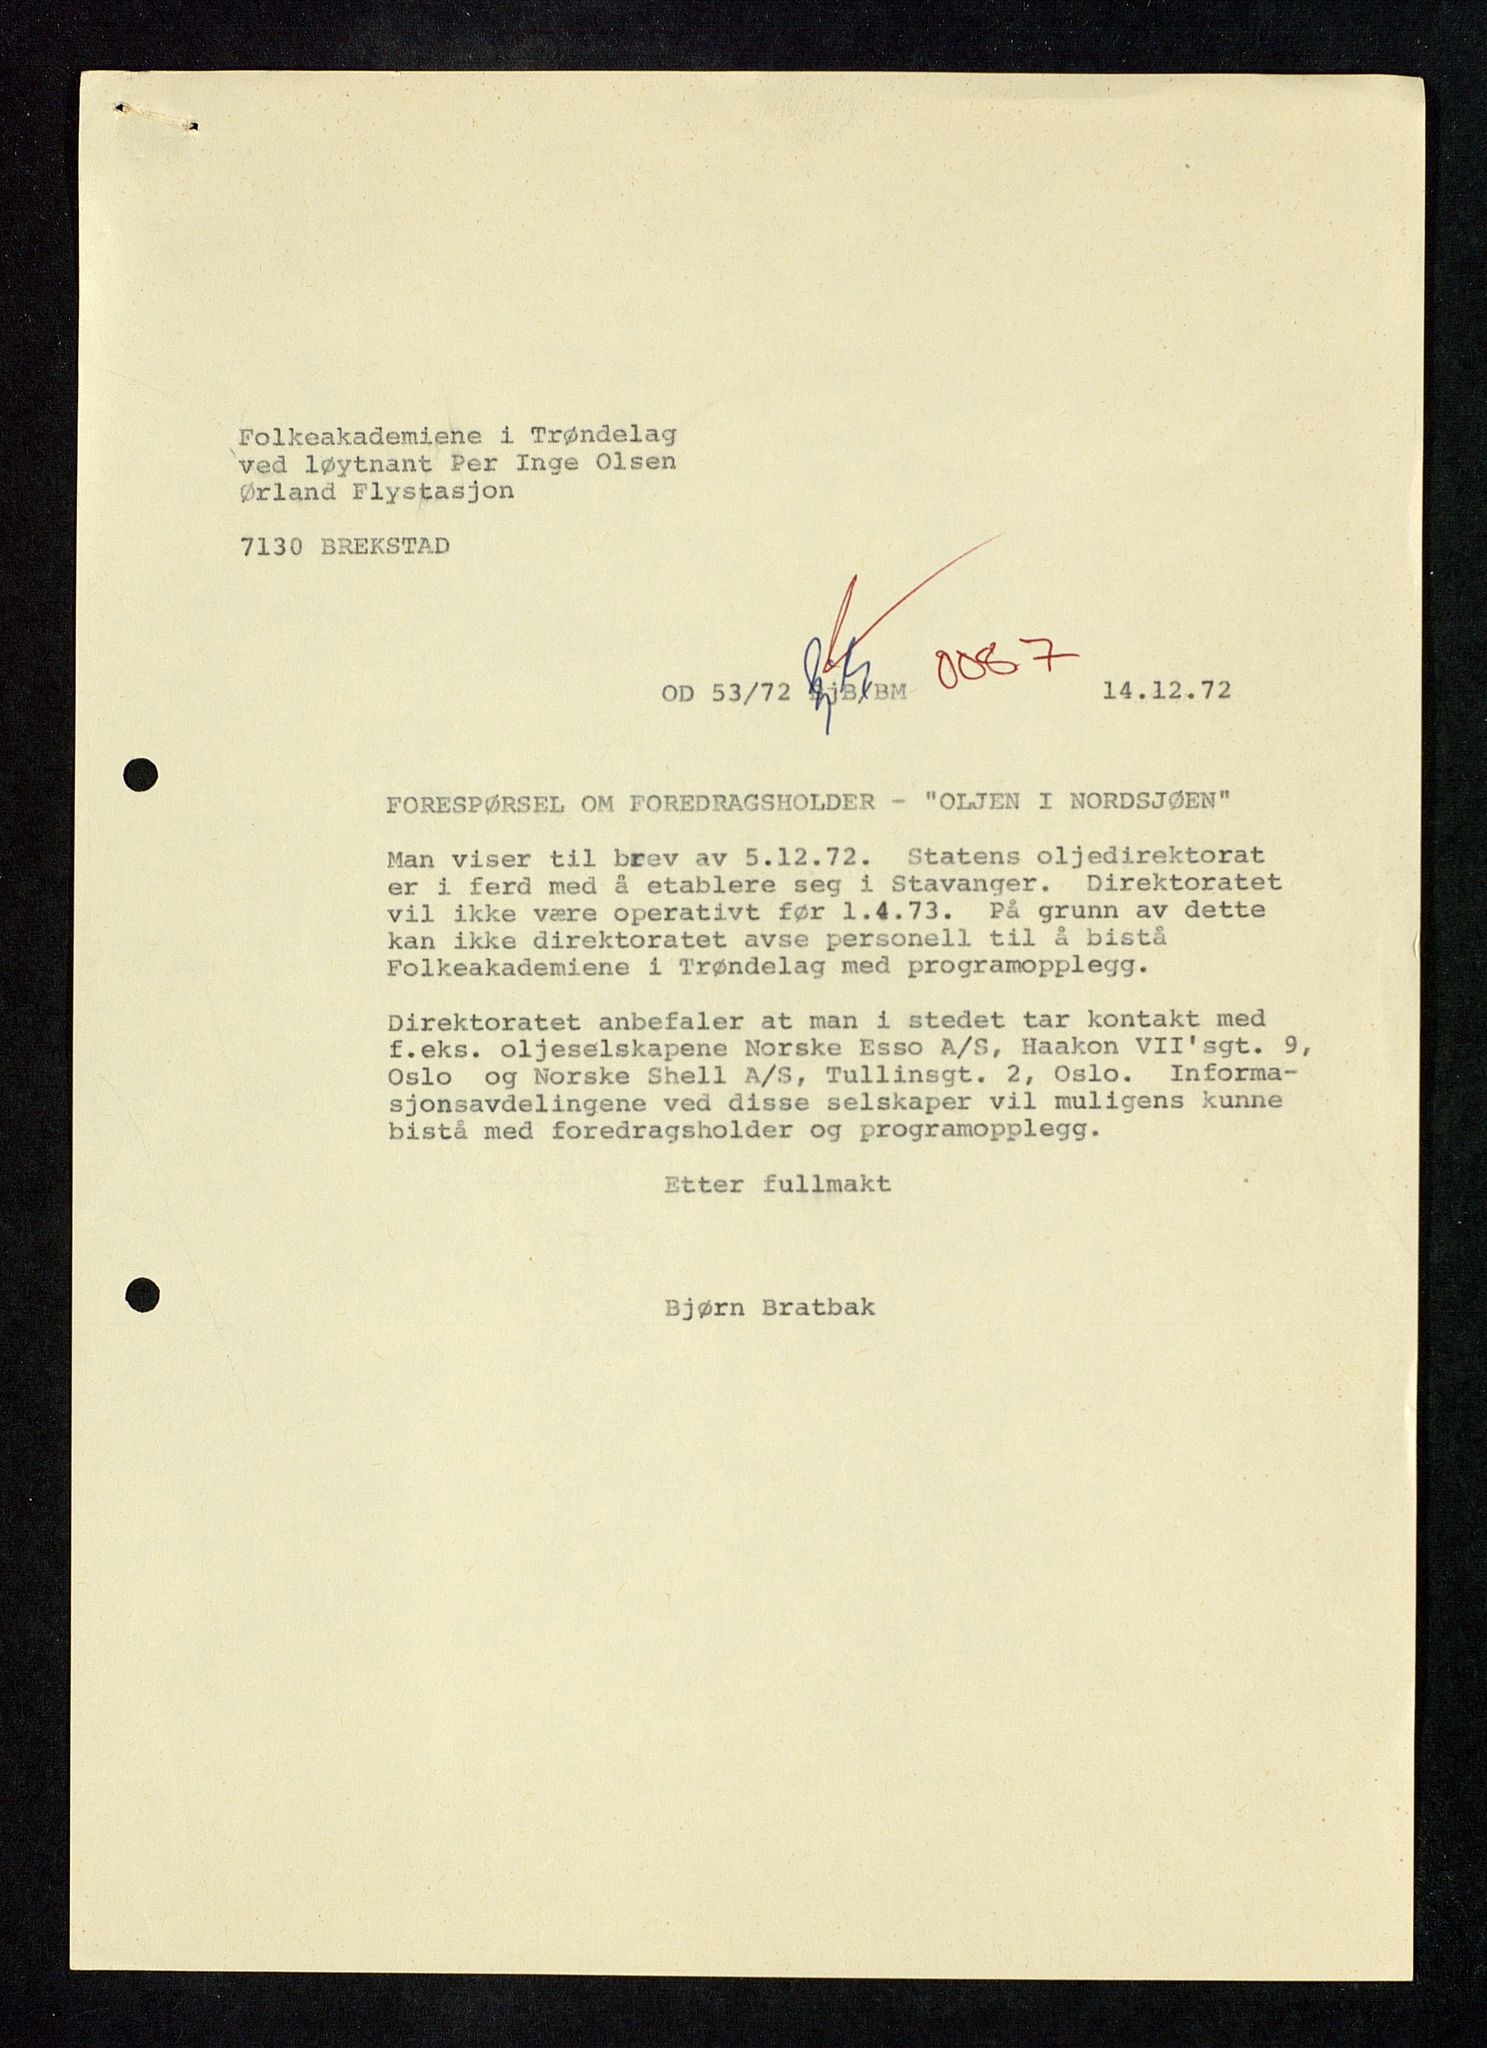 Folkeakademiene i Trøndelag
ved løytnant Per Inge Olsen
Ørland Flystasjon
7130 BREKSTAD
OD 53/72 BjB/BM 0087 14.12.72
FORESPØRSEL OM FOREDRAGSHOLDER - "OLJEN I NORDSJØEN"
Man viser til brev av 5.12.72. Statens oljedirektorat
er i ferd med å etablere seg i Stavanger. Direktoratet
vil ikke være operativt før 1.4.73. På grunn av dette
kan ikke direktoratet avse personell til å bistå
Folkeakademiene i Trøndelag med programopplegg.
Direktoratet anbefaler at man i stedet tar kontakt med
f.eks. oljeselskapene Norske Esso A/S, Haakon VII'sgt. 9,
Oslo og Norske Shell A/S, Tullinsgt. 2, Oslo. Informa-
sjonsavdelingene ved disse selskaper vil muligens kunne
bistå med foredragsholder og programopplegg.
Etter fullmakt
Bjørn Bratbak